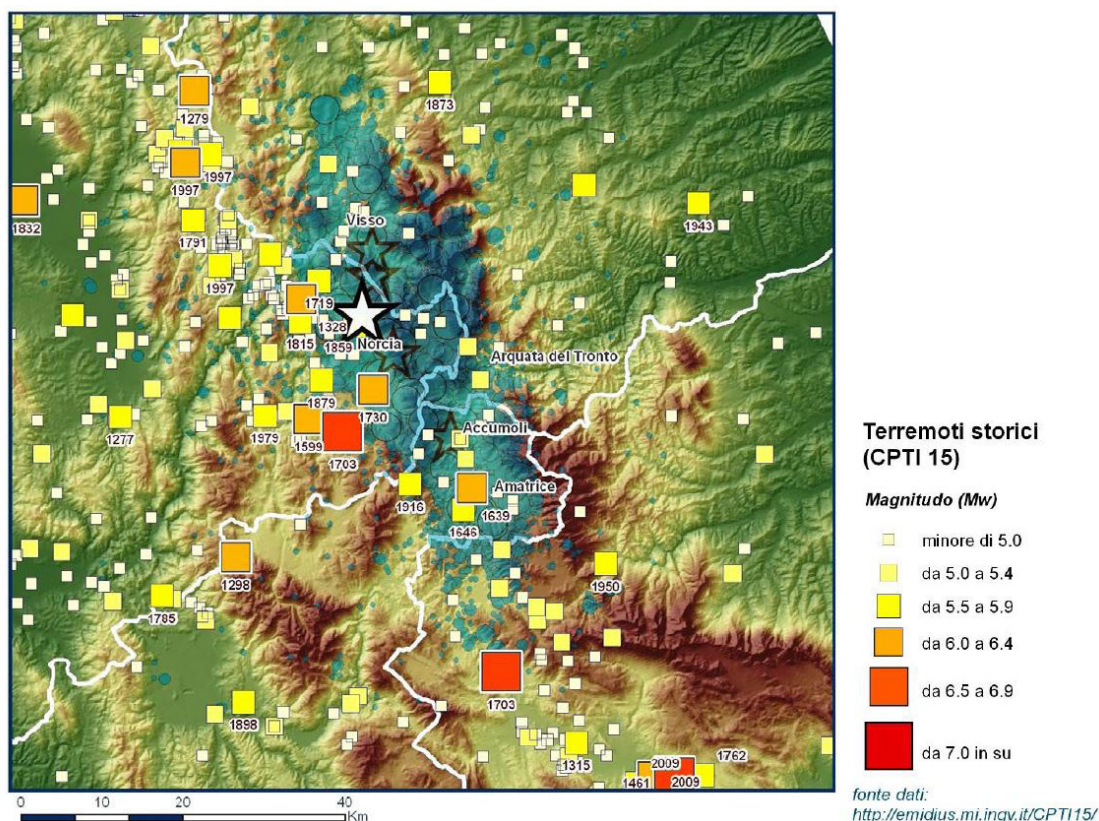 1279
1873
1997
1997
1832
1791
Visso
1943
1997
1719
1328
1815
1859
Norcia
Arquata del Tronto
1879
1730
1277
1979
1599
1703
Accumoli
1916
Amatrice
1639
1646
1298
1950
1785
1703
1898
1315
2009
1762
1461
2009
0
10
20
40
Km
Terremoti storici
(CPTI 15)
Magnitudo (Mw)
minore di 5.0
da 5.0 a 5.4
da 5.5 a 5.9
da 6.0 a 6.4
da 6.5 a 6.9
da 7.0 in su
fonte dati:
http://emidius.mi.ingv.it/CPTI15/